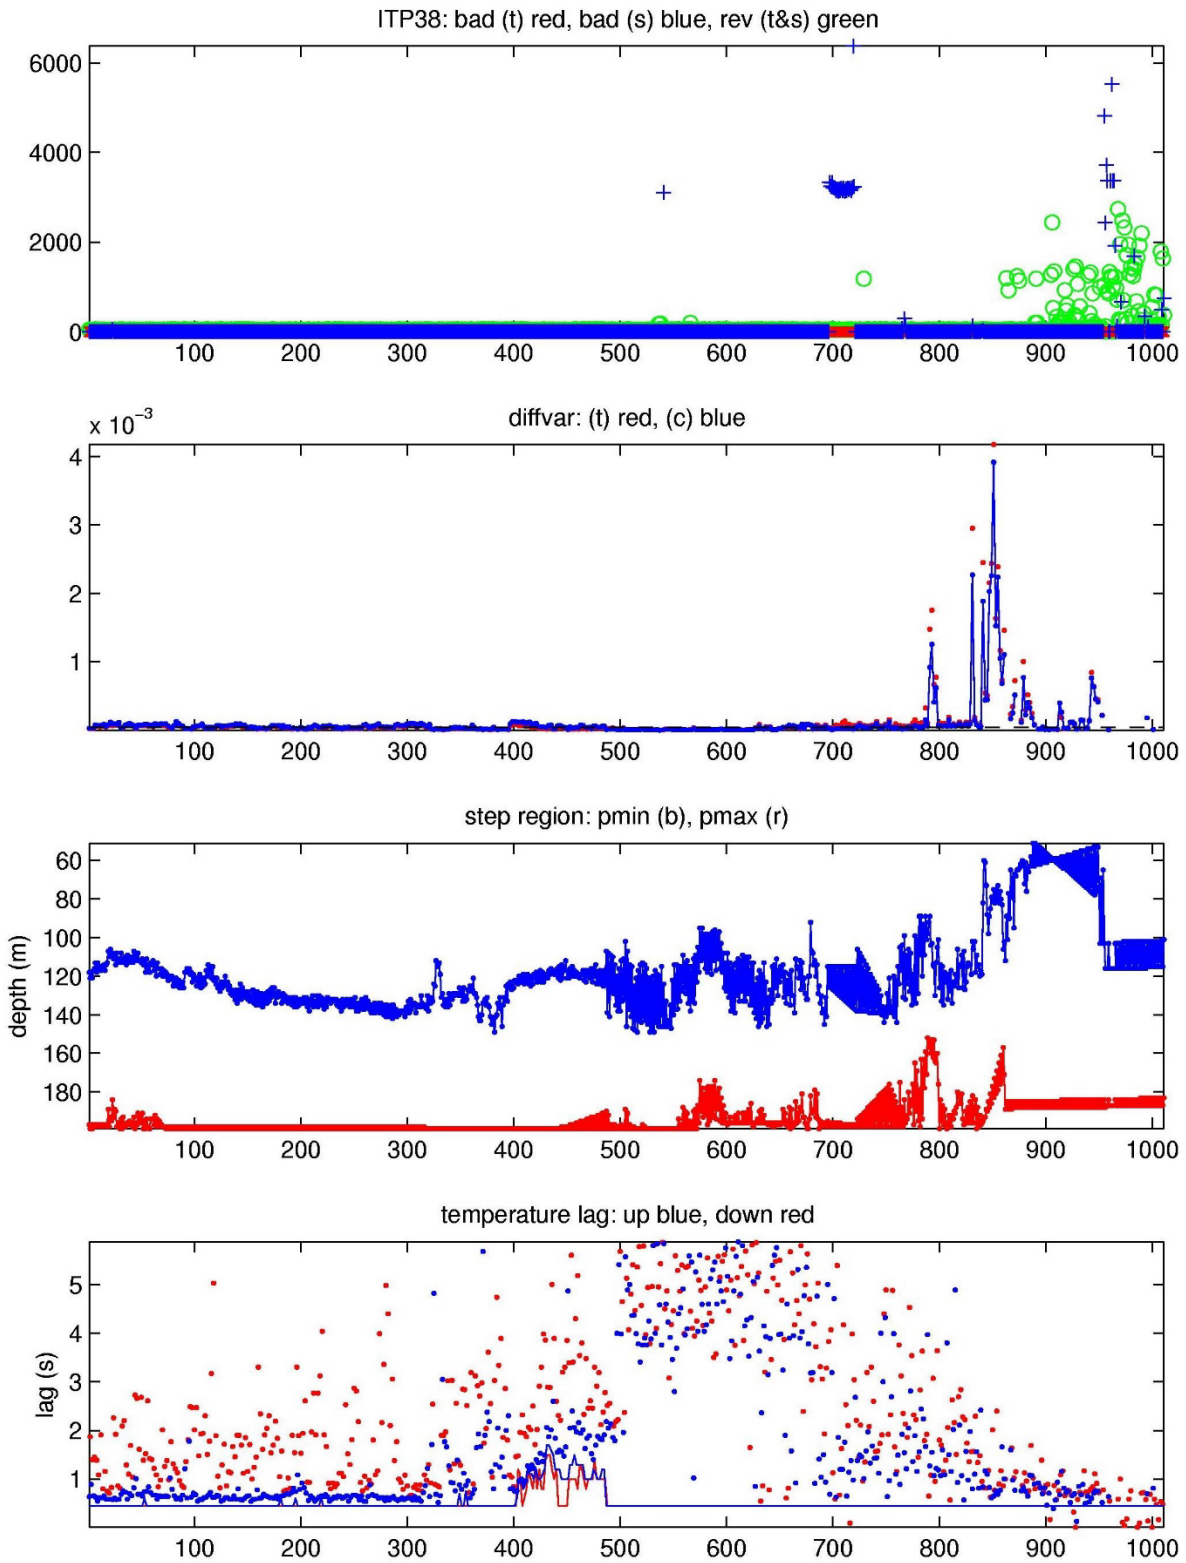 ITP38: bad (t) red, bad (s) blue, rev (t&s) green
6000
4000
2000
0
100 200 300 400 500 600 700 800 900 1000
x 10⁻³
diffvar: (t) red, (c) blue
4
3
2
1
100 200 300 400 500 600 700 800 900 1000
step region: pmin (b), pmax (r)
depth (m)
60
80
100
120
140
160
180
100 200 300 400 500 600 700 800 900 1000
temperature lag: up blue, down red
lag (s)
5
4
3
2
1
100 200 300 400 500 600 700 800 900 1000